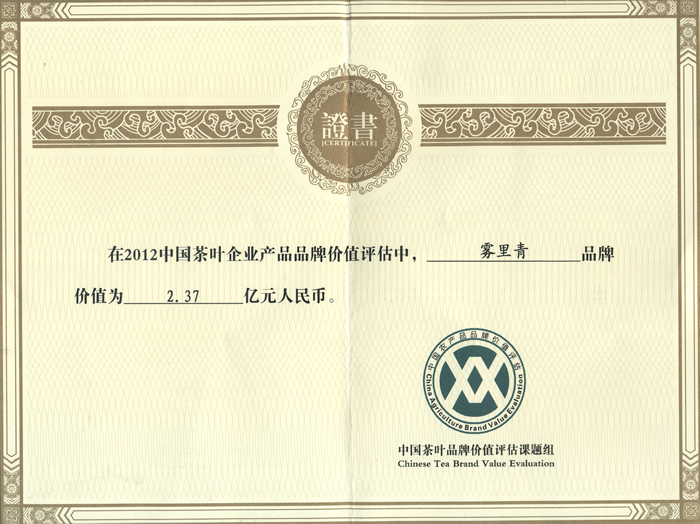 證書
[CERTIFICATE]
在2012中国茶叶企业产品品牌价值评估中，雾里青品牌
价值为2.37亿元人民币。
中国农产品品牌价值评估
China Agriculture Brand Value Evaluation
中国茶叶品牌价值评估课题组
Chinese Tea Brand Value Evaluation